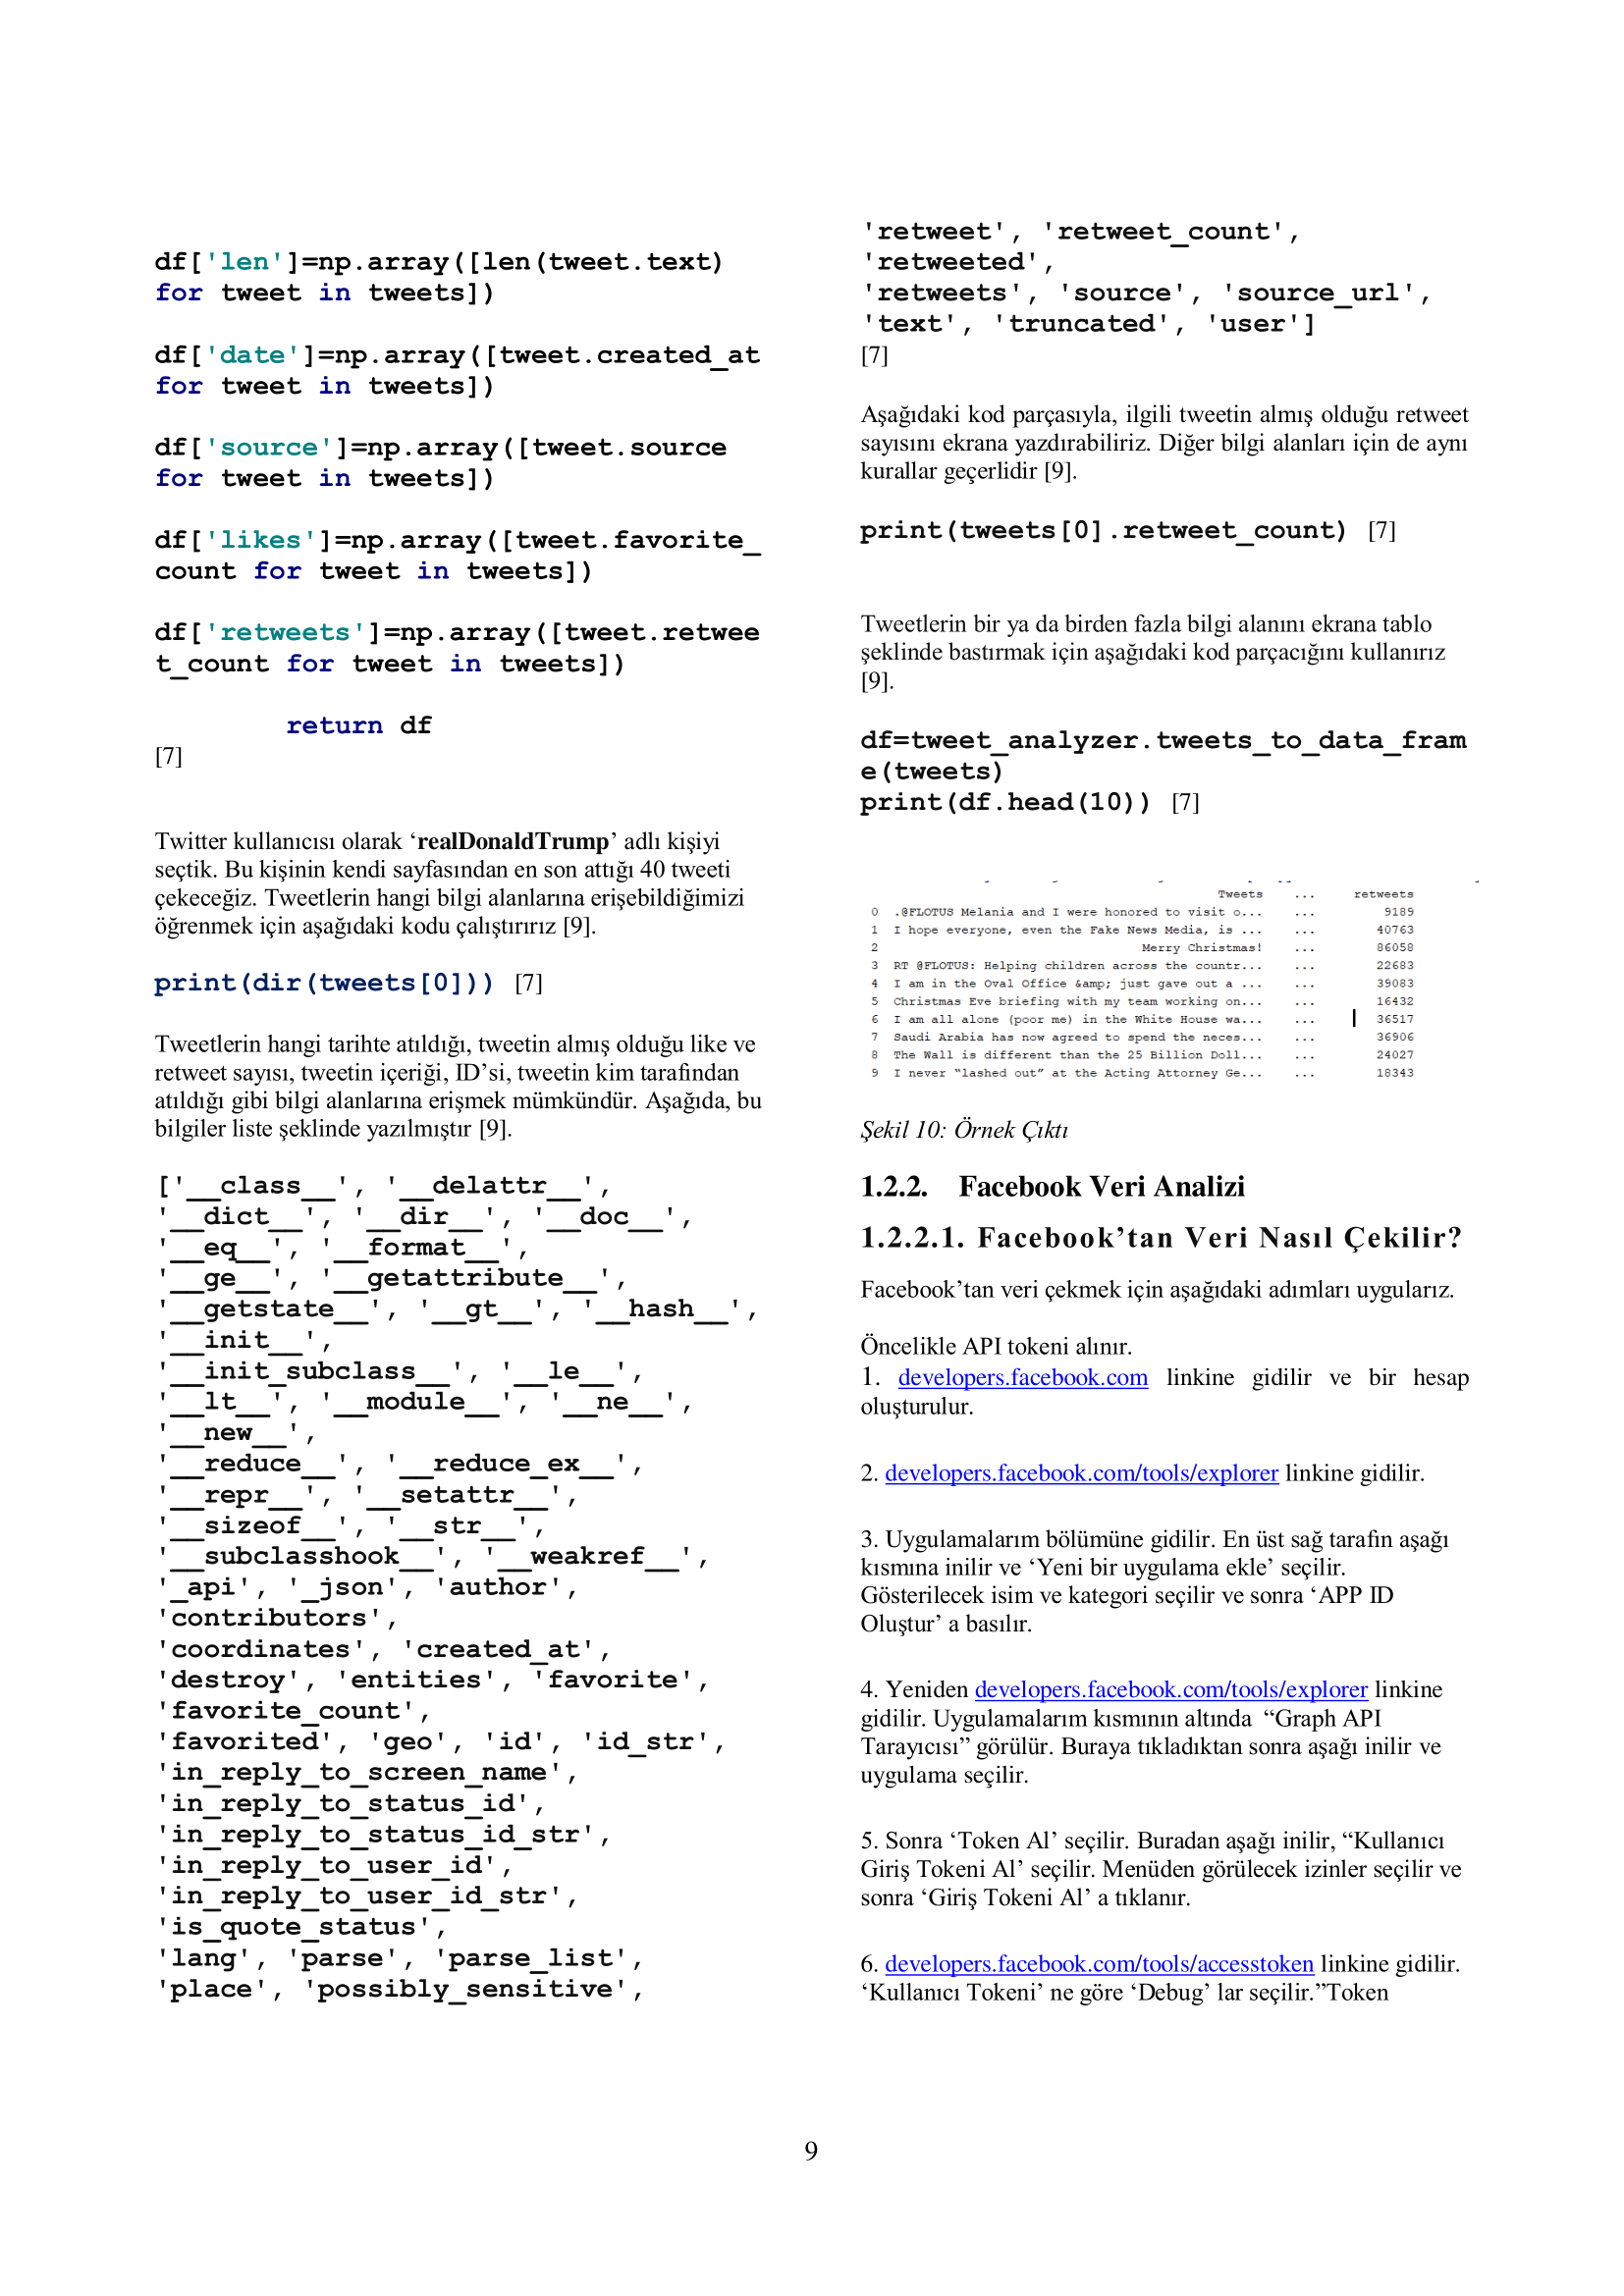 df['len']=np.array([len(tweet.text)
for tweet in tweets])
df['date']=np.array([tweet.created_at
for tweet in tweets])
df['source']=np.array([tweet.source
for tweet in tweets])
df['likes']=np.array([tweet.favorite_
count for tweet in tweets])
df['retweets']=np.array([tweet.retwee
t_count for tweet in tweets])
return df
[7]
Twitter kullanıcısı olarak ‘realDonaldTrump’ adlı kişiyi
seçtik. Bu kişinin kendi sayfasından en son attığı 40 tweeti
çekeceğiz. Tweetlerin hangi bilgi alanlarına erişebildiğimizi
öğrenmek için aşağıdaki kodu çalıştırırız [9].
print(dir(tweets[0])) [7]
Tweetlerin hangi tarihte atıldığı, tweetin almış olduğu like ve
retweet sayısı, tweetin içeriği, ID’si, tweetin kim tarafından
atıldığı gibi bilgi alanlarına erişmek mümkündür. Aşağıda, bu
bilgiler liste şeklinde yazılmıştır [9].
['__class__', '__delattr__',
'__dict__', '__dir__', '__doc__',
'__eq__', '__format__',
'__ge__', '__getattribute__',
'__getstate__', '__gt__', '__hash__',
'__init__',
'__init_subclass__', '__le__',
'__lt__', '__module__', '__ne__',
'__new__',
'__reduce__', '__reduce_ex__',
'__repr__', '__setattr__',
'__sizeof__', '__str__',
'__subclasshook__', '__weakref__',
'_api', '_json', 'author',
'contributors',
'coordinates', 'created_at',
'destroy', 'entities', 'favorite',
'favorite_count',
'favorited', 'geo', 'id', 'id_str',
'in_reply_to_screen_name',
'in_reply_to_status_id',
'in_reply_to_status_id_str',
'in_reply_to_user_id',
'in_reply_to_user_id_str',
'is_quote_status',
'lang', 'parse', 'parse_list',
'place', 'possibly_sensitive',
'retweet', 'retweet_count',
'retweeted',
'retweets', 'source', 'source_url',
'text', 'truncated', 'user']
[7]
Aşağıdaki kod parçasıyla, ilgili tweetin almış olduğu retweet
sayısını ekrana yazdırabiliriz. Diğer bilgi alanları için de aynı
kurallar geçerlidir [9].
print(tweets[0].retweet_count) [7]
Tweetlerin bir ya da birden fazla bilgi alanını ekrana tablo
şeklinde bastırmak için aşağıdaki kod parçacığını kullanırız
[9].
df=tweet_analyzer.tweets_to_data_fram
e(tweets)
print(df.head(10)) [7]
Tweets ... retweets
0 .@FLOTUS Melania and I were honored to visit o... ... 9189
1 I hope everyone, even the Fake News Media, is ... ... 40763
2 Merry Christmas! ... 86058
3 RT @FLOTUS: Helping children across the countr... ... 22683
4 I am in the Oval Office &amp; just gave out a ... ... 39083
5 Christmas Eve briefing with my team working on... ... 16432
6 I am all alone (poor me) in the White House wa... ... 36517
7 Saudi Arabia has now agreed to spend the neces... ... 36906
8 The Wall is different than the 25 Billion Doll... ... 24027
9 I never “lashed out” at the Acting Attorney Ge... ... 18343
Şekil 10: Örnek Çıktı
1.2.2. Facebook Veri Analizi
1.2.2.1. Facebook’tan Veri Nasıl Çekilir?
Facebook’tan veri çekmek için aşağıdaki adımları uygularız.
Öncelikle API tokeni alınır.
1. developers.facebook.com linkine gidilir ve bir hesap
oluşturulur.
2. developers.facebook.com/tools/explorer linkine gidilir.
3. Uygulamalarım bölümüne gidilir. En üst sağ tarafın aşağı
kısmına inilir ve ‘Yeni bir uygulama ekle’ seçilir.
Gösterilecek isim ve kategori seçilir ve sonra ‘APP ID
Oluştur’ a basılır.
4. Yeniden developers.facebook.com/tools/explorer linkine
gidilir. Uygulamalarım kısmının altında “Graph API
Tarayıcısı” görülür. Buraya tıkladıktan sonra aşağı inilir ve
uygulama seçilir.
5. Sonra ‘Token Al’ seçilir. Buradan aşağı inilir, “Kullanıcı
Giriş Tokeni Al’ seçilir. Menüden görülecek izinler seçilir ve
sonra ‘Giriş Tokeni Al’ a tıklanır.
6. developers.facebook.com/tools/accesstoken linkine gidilir.
‘Kullanıcı Tokeni’ ne göre ‘Debug’ lar seçilir.”Token
9